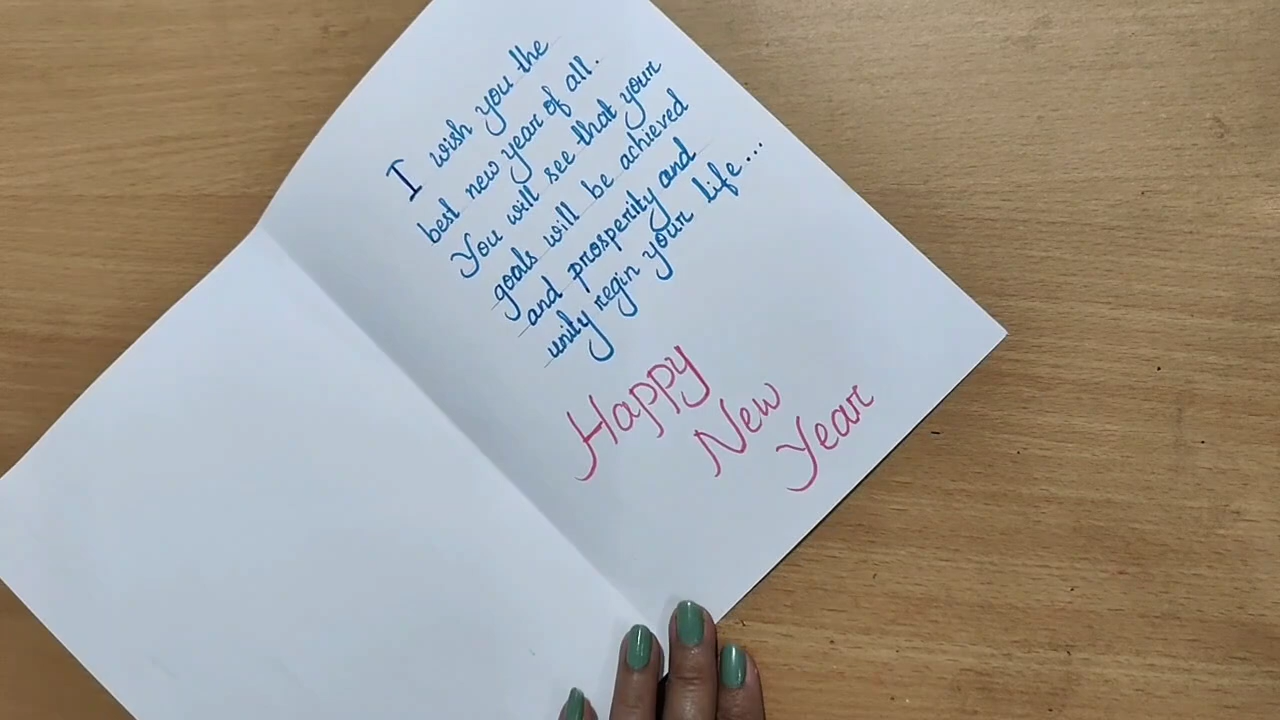 I wish you the
best new year of all.
You will see that your
goals will be achieved
and prosperity and
unity regin your life....
Happy
New
Year